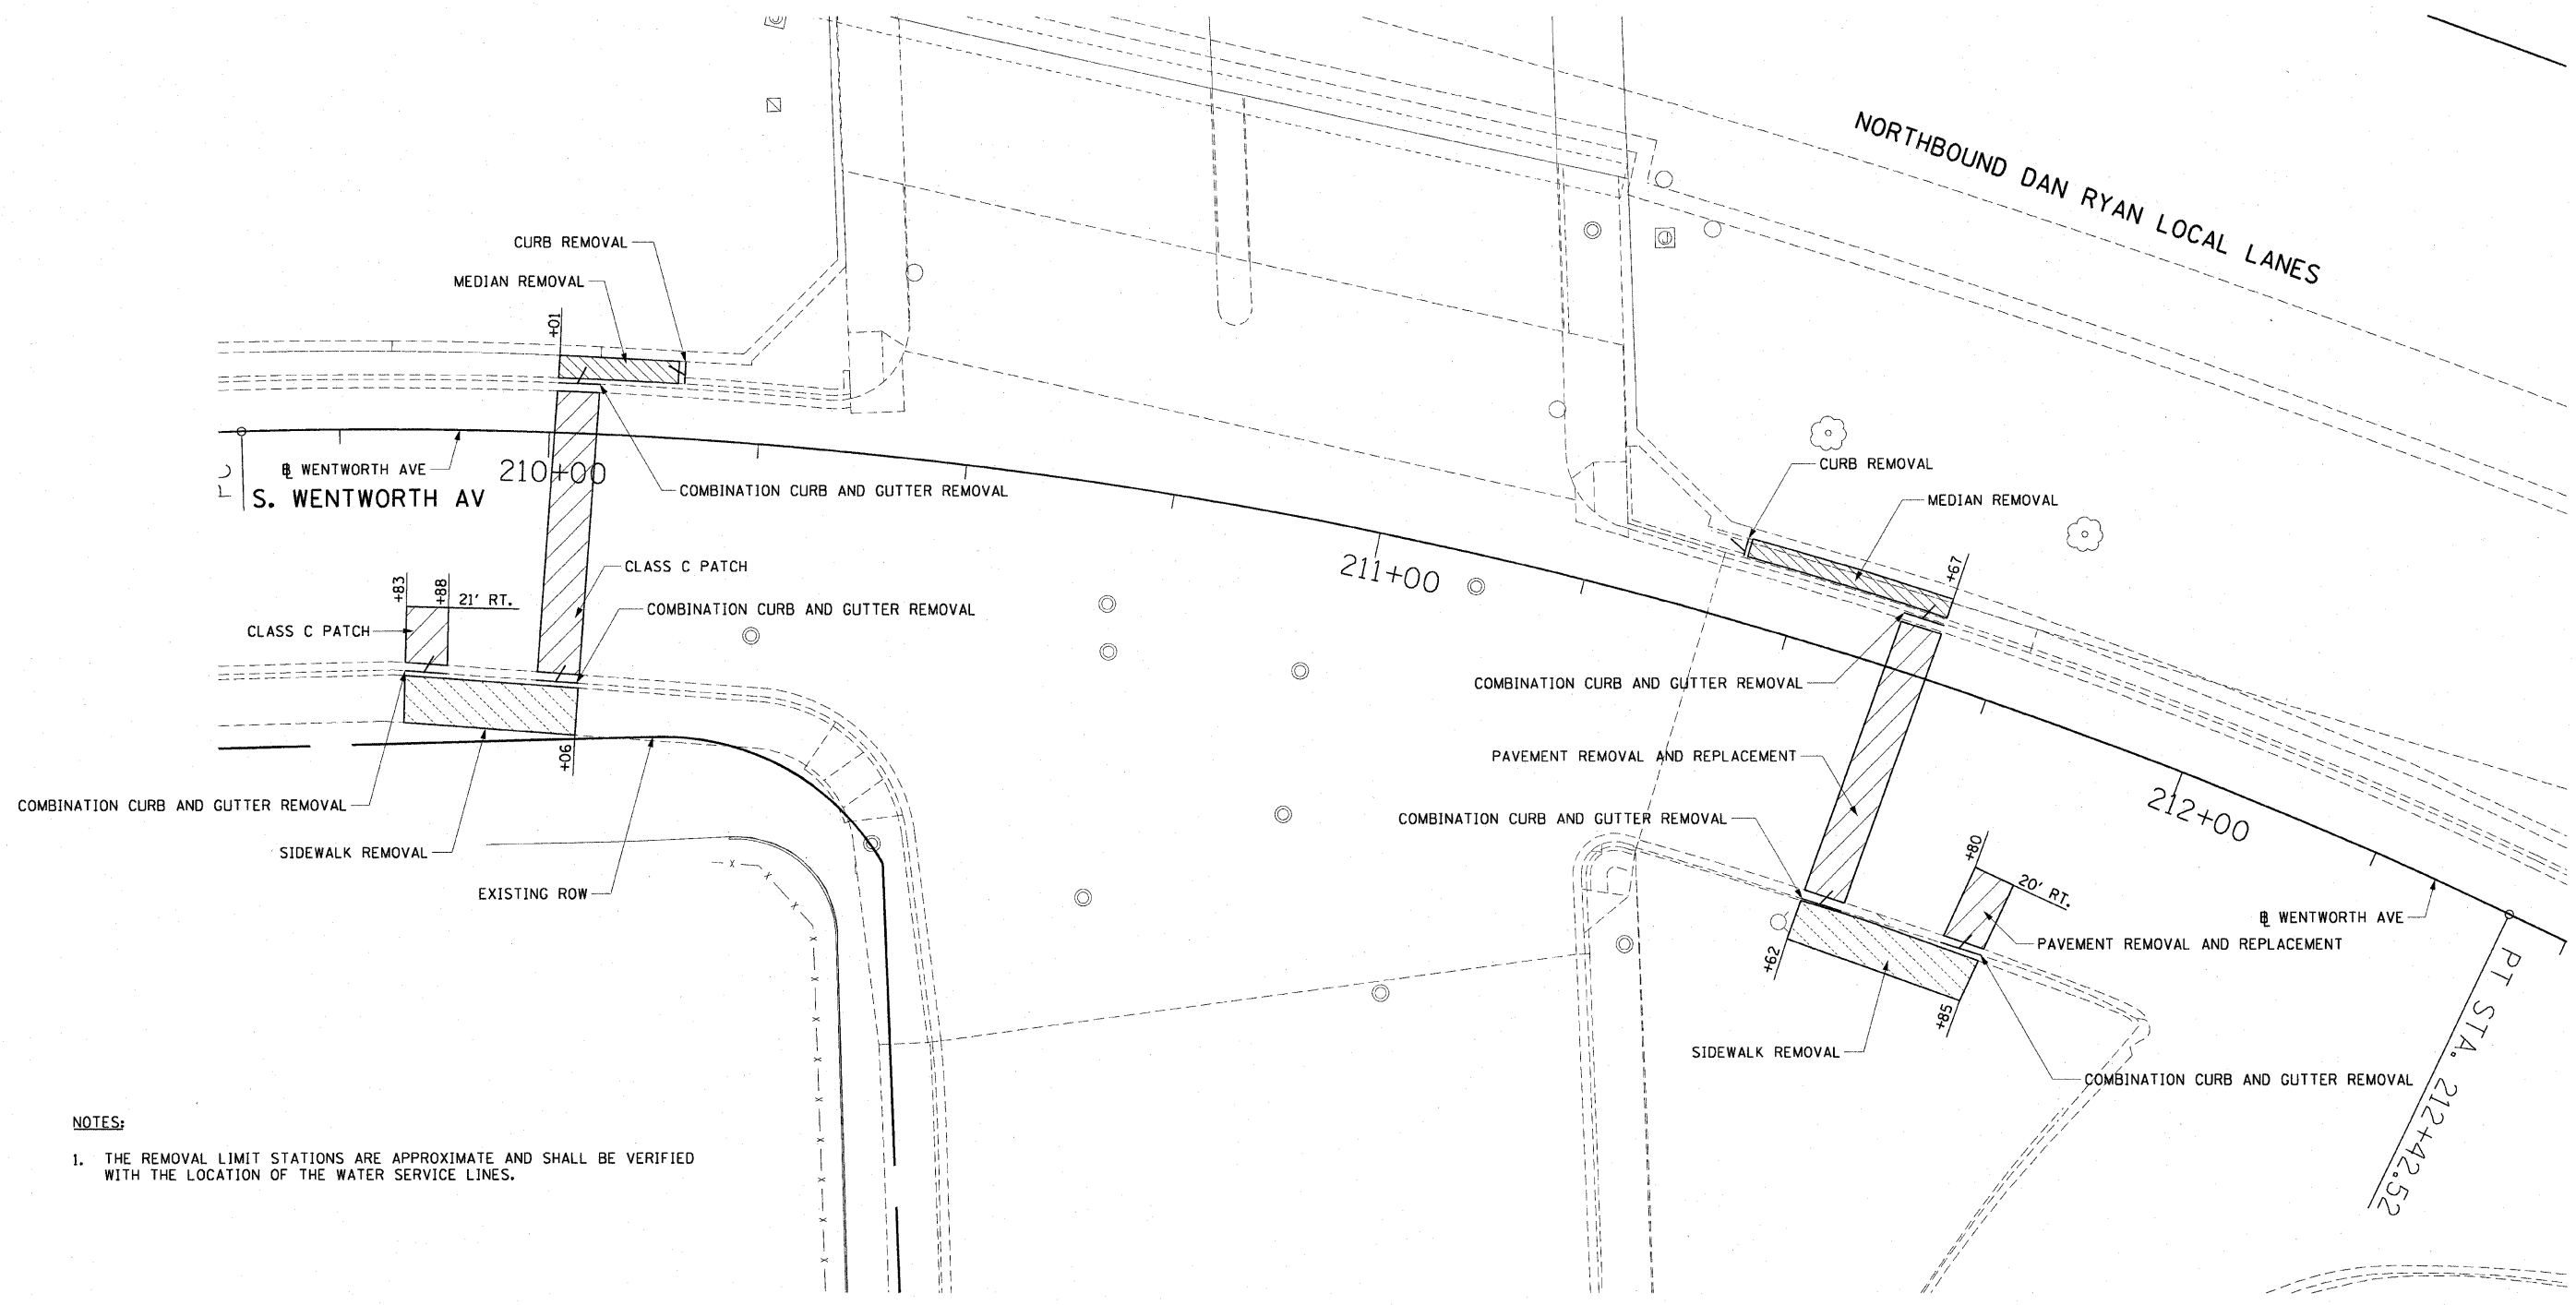 NORTHBOUND DAN RYAN LOCAL LANES
CURB REMOVAL
MEDIAN REMOVAL
+01
℄ WENTWORTH AVE
S. WENTWORTH AV
210+00
COMBINATION CURB AND GUTTER REMOVAL
CLASS C PATCH
COMBINATION CURB AND GUTTER REMOVAL
+83
+88
21' RT.
CLASS C PATCH
+06
COMBINATION CURB AND GUTTER REMOVAL
SIDEWALK REMOVAL
EXISTING ROW
211+00
CURB REMOVAL
MEDIAN REMOVAL
+67
COMBINATION CURB AND GUTTER REMOVAL
PAVEMENT REMOVAL AND REPLACEMENT
COMBINATION CURB AND GUTTER REMOVAL
212+00
+80
20' RT.
℄ WENTWORTH AVE
PAVEMENT REMOVAL AND REPLACEMENT
+62
+85
SIDEWALK REMOVAL
COMBINATION CURB AND GUTTER REMOVAL
PT STA. 212+42.52
NOTES:
1. THE REMOVAL LIMIT STATIONS ARE APPROXIMATE AND SHALL BE VERIFIED
WITH THE LOCATION OF THE WATER SERVICE LINES.